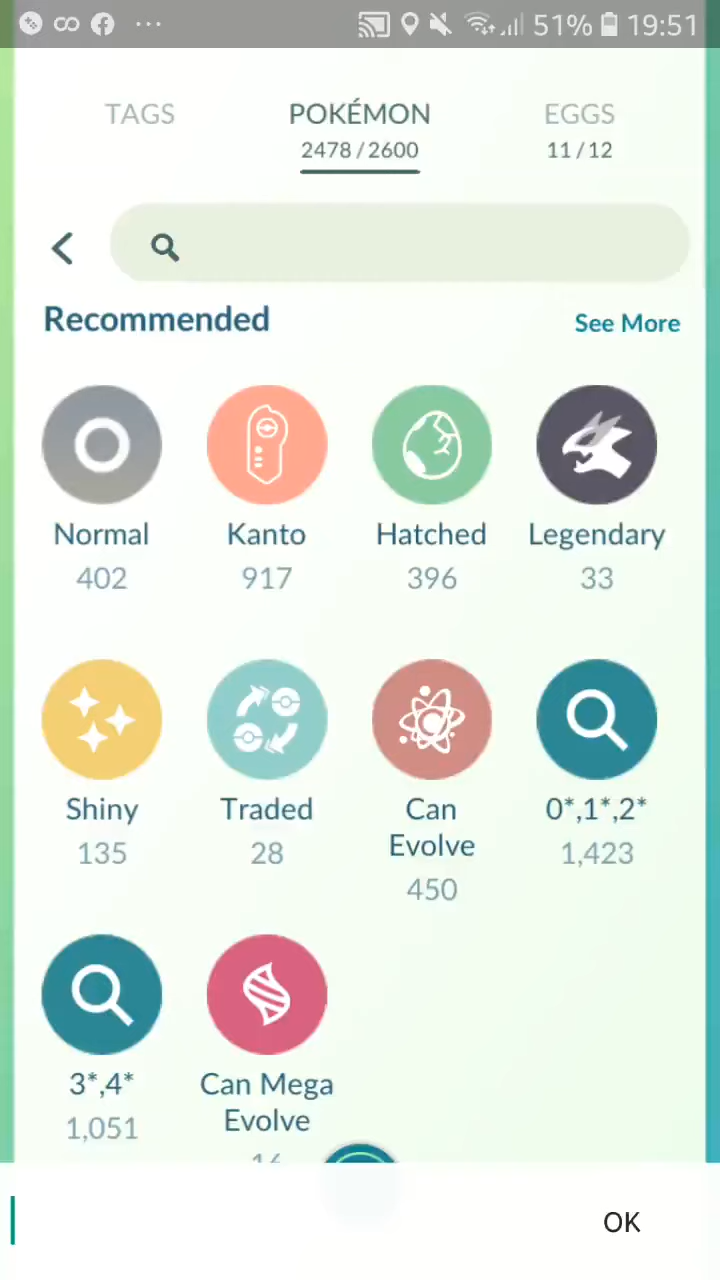 51% 19:51
TAGS POKÉMON EGGS
2478/2600 11/12
Recommended See More
Normal Kanto Hatched Legendary
402 917 396 33
Shiny Traded Can Evolve 0*,1*,2*
135 28 450 1,423
3*,4* Can Mega Evolve
1,051
OK